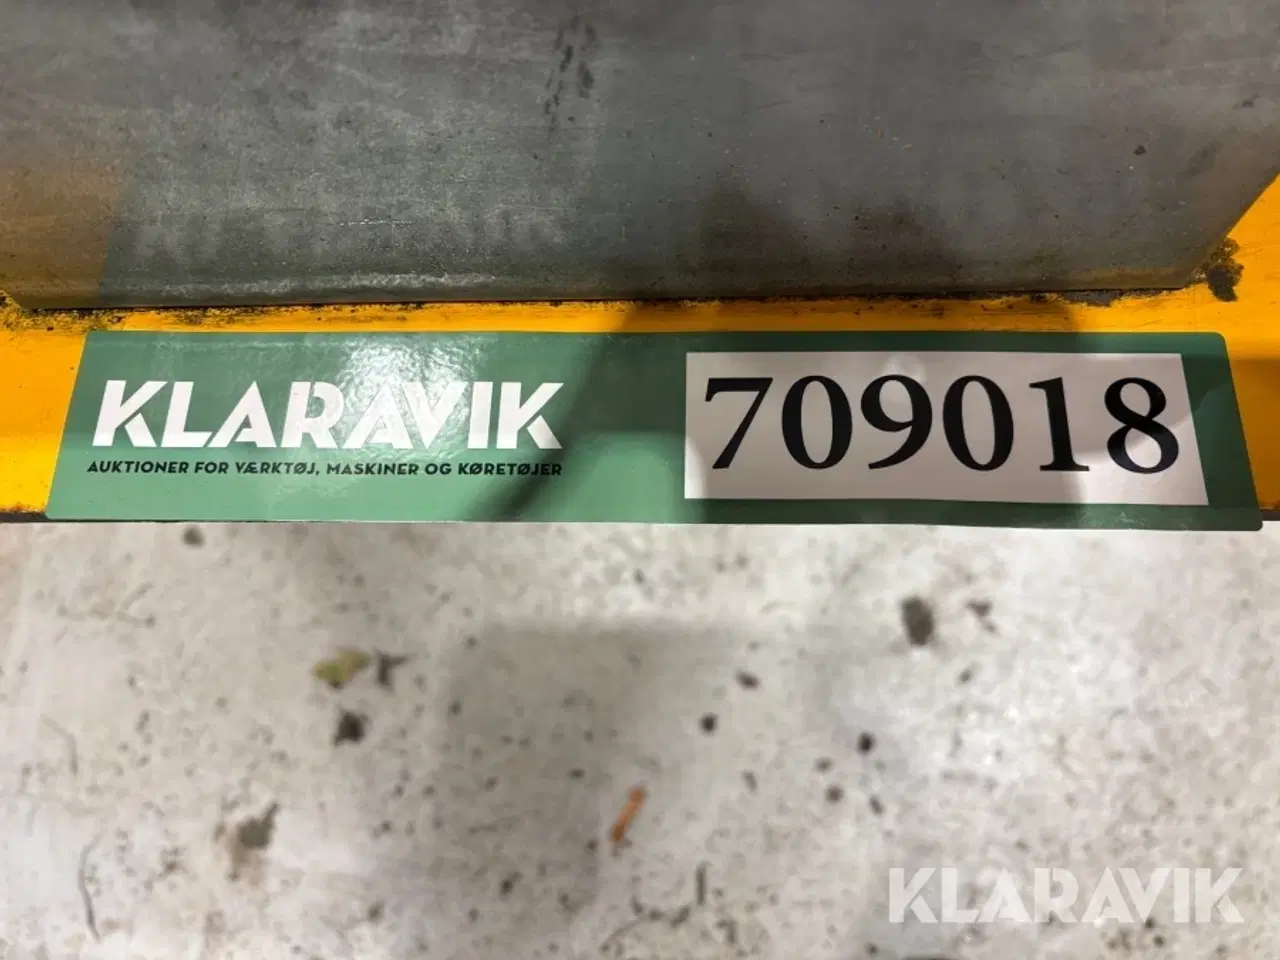 KLARAVIK
AUKTIONER FOR VÆRKTØJ, MASKINER OG KØRETØJER
709018
KLARAVIK